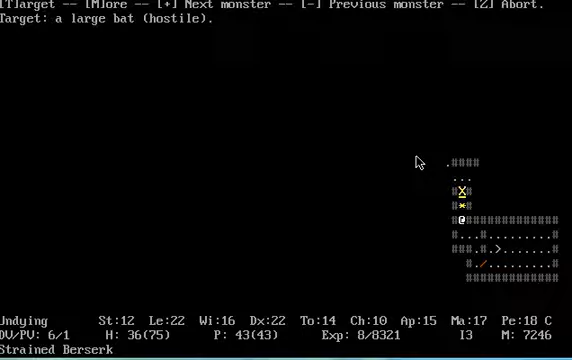 [T]arget -- [M]ore -- [+] Next monster -- [-] Previous monster -- [Z] Abort.
Target: a large bat (hostile).
.####
...
#X#
#*#
#@#############
#...#.........#
###.#.>.......#
#./.........#
#############
Undying St:12 Le:22 Wi:16 Dx:22 To:14 Ch:10 Ap:15 Ma:17 Pe:18 C
DV/PV: 6/1 H: 36(75) P: 43(43) Exp: 8/8321 I3 M: 7246
Strained Berserk